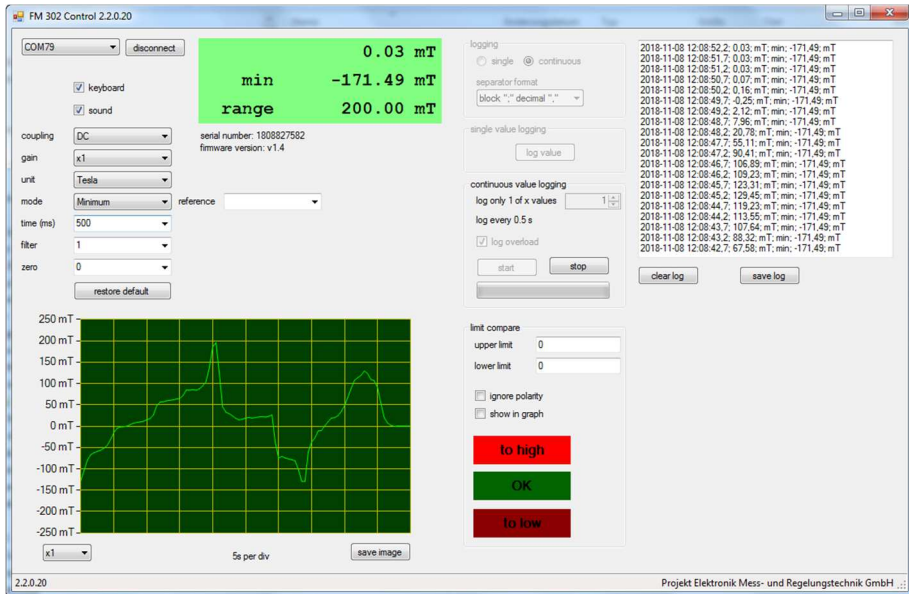 FM 302 Control 2.2.0.20
COM79
disconnect
keyboard
sound
0.03 mT
min -171.49 mT
range 200.00 mT
serial number: 1808827582
firmware version: v1.4
coupling DC
gain x1
unit Tesla
mode Minimum reference
time (ms) 500
filter 1
zero 0
restore default
250 mT
200 mT
150 mT
100 mT
50 mT
0 mT
-50 mT
-100 mT
-150 mT
-200 mT
-250 mT
x1
5s per div
save image
logging
single continuous
separator format
block ";" decimal ","
single value logging
log value
continuous value logging
log only 1 of x values 1
log every 0.5 s
log overload
start stop
limit compare
upper limit 0
lower limit 0
ignore polarity
show in graph
to high
OK
to low
2018-11-08 12:08:52,2; 0,03; mT; min; -171,49; mT
2018-11-08 12:08:51,7; 0,03; mT; min; -171,49; mT
2018-11-08 12:08:51,2; 0,03; mT; min; -171,49; mT
2018-11-08 12:08:50,7; 0,07; mT; min; -171,49; mT
2018-11-08 12:08:50,2; 0,16; mT; min; -171,49; mT
2018-11-08 12:08:49,7; -0,25; mT; min; -171,49; mT
2018-11-08 12:08:49,2; 2,12; mT; min; -171,49; mT
2018-11-08 12:08:48,7; 7,96; mT; min; -171,49; mT
2018-11-08 12:08:48,2; 20,78; mT; min; -171,49; mT
2018-11-08 12:08:47,7; 55,11; mT; min; -171,49; mT
2018-11-08 12:08:47,2; 90,41; mT; min; -171,49; mT
2018-11-08 12:08:46,7; 106,89; mT; min; -171,49; mT
2018-11-08 12:08:46,2; 109,23; mT; min; -171,49; mT
2018-11-08 12:08:45,7; 123,31; mT; min; -171,49; mT
2018-11-08 12:08:45,2; 129,45; mT; min; -171,49; mT
2018-11-08 12:08:44,7; 119,23; mT; min; -171,49; mT
2018-11-08 12:08:44,2; 113,55; mT; min; -171,49; mT
2018-11-08 12:08:43,7; 107,64; mT; min; -171,49; mT
2018-11-08 12:08:43,2; 88,32; mT; min; -171,49; mT
2018-11-08 12:08:42,7; 67,58; mT; min; -171,49; mT
clear log
save log
2.2.0.20
Projekt Elektronik Mess- und Regelungstechnik GmbH